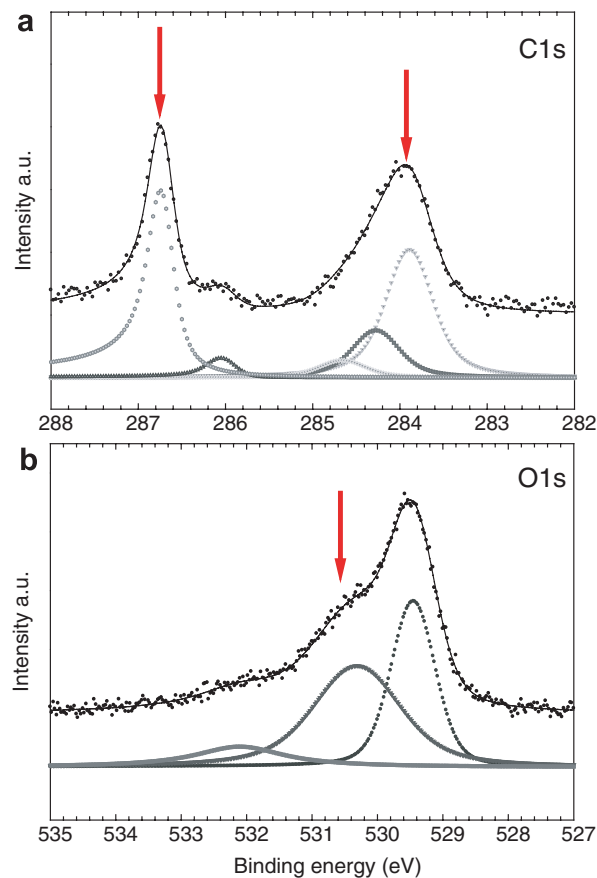 a
C1s
Intensity a.u.
288 287 286 285 284 283 282
b
O1s
Intensity a.u.
535 534 533 532 531 530 529 528 527
Binding energy (eV)